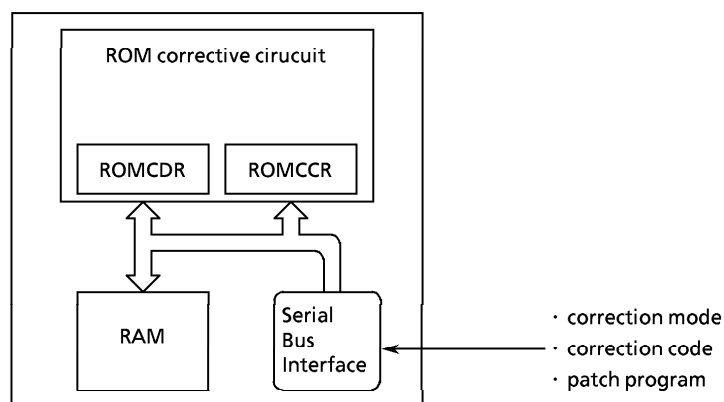 ROM corrective cirucuit
ROMCDR
ROMCCR
RAM
Serial
Bus
Interface
· correction mode
· correction code
· patch program